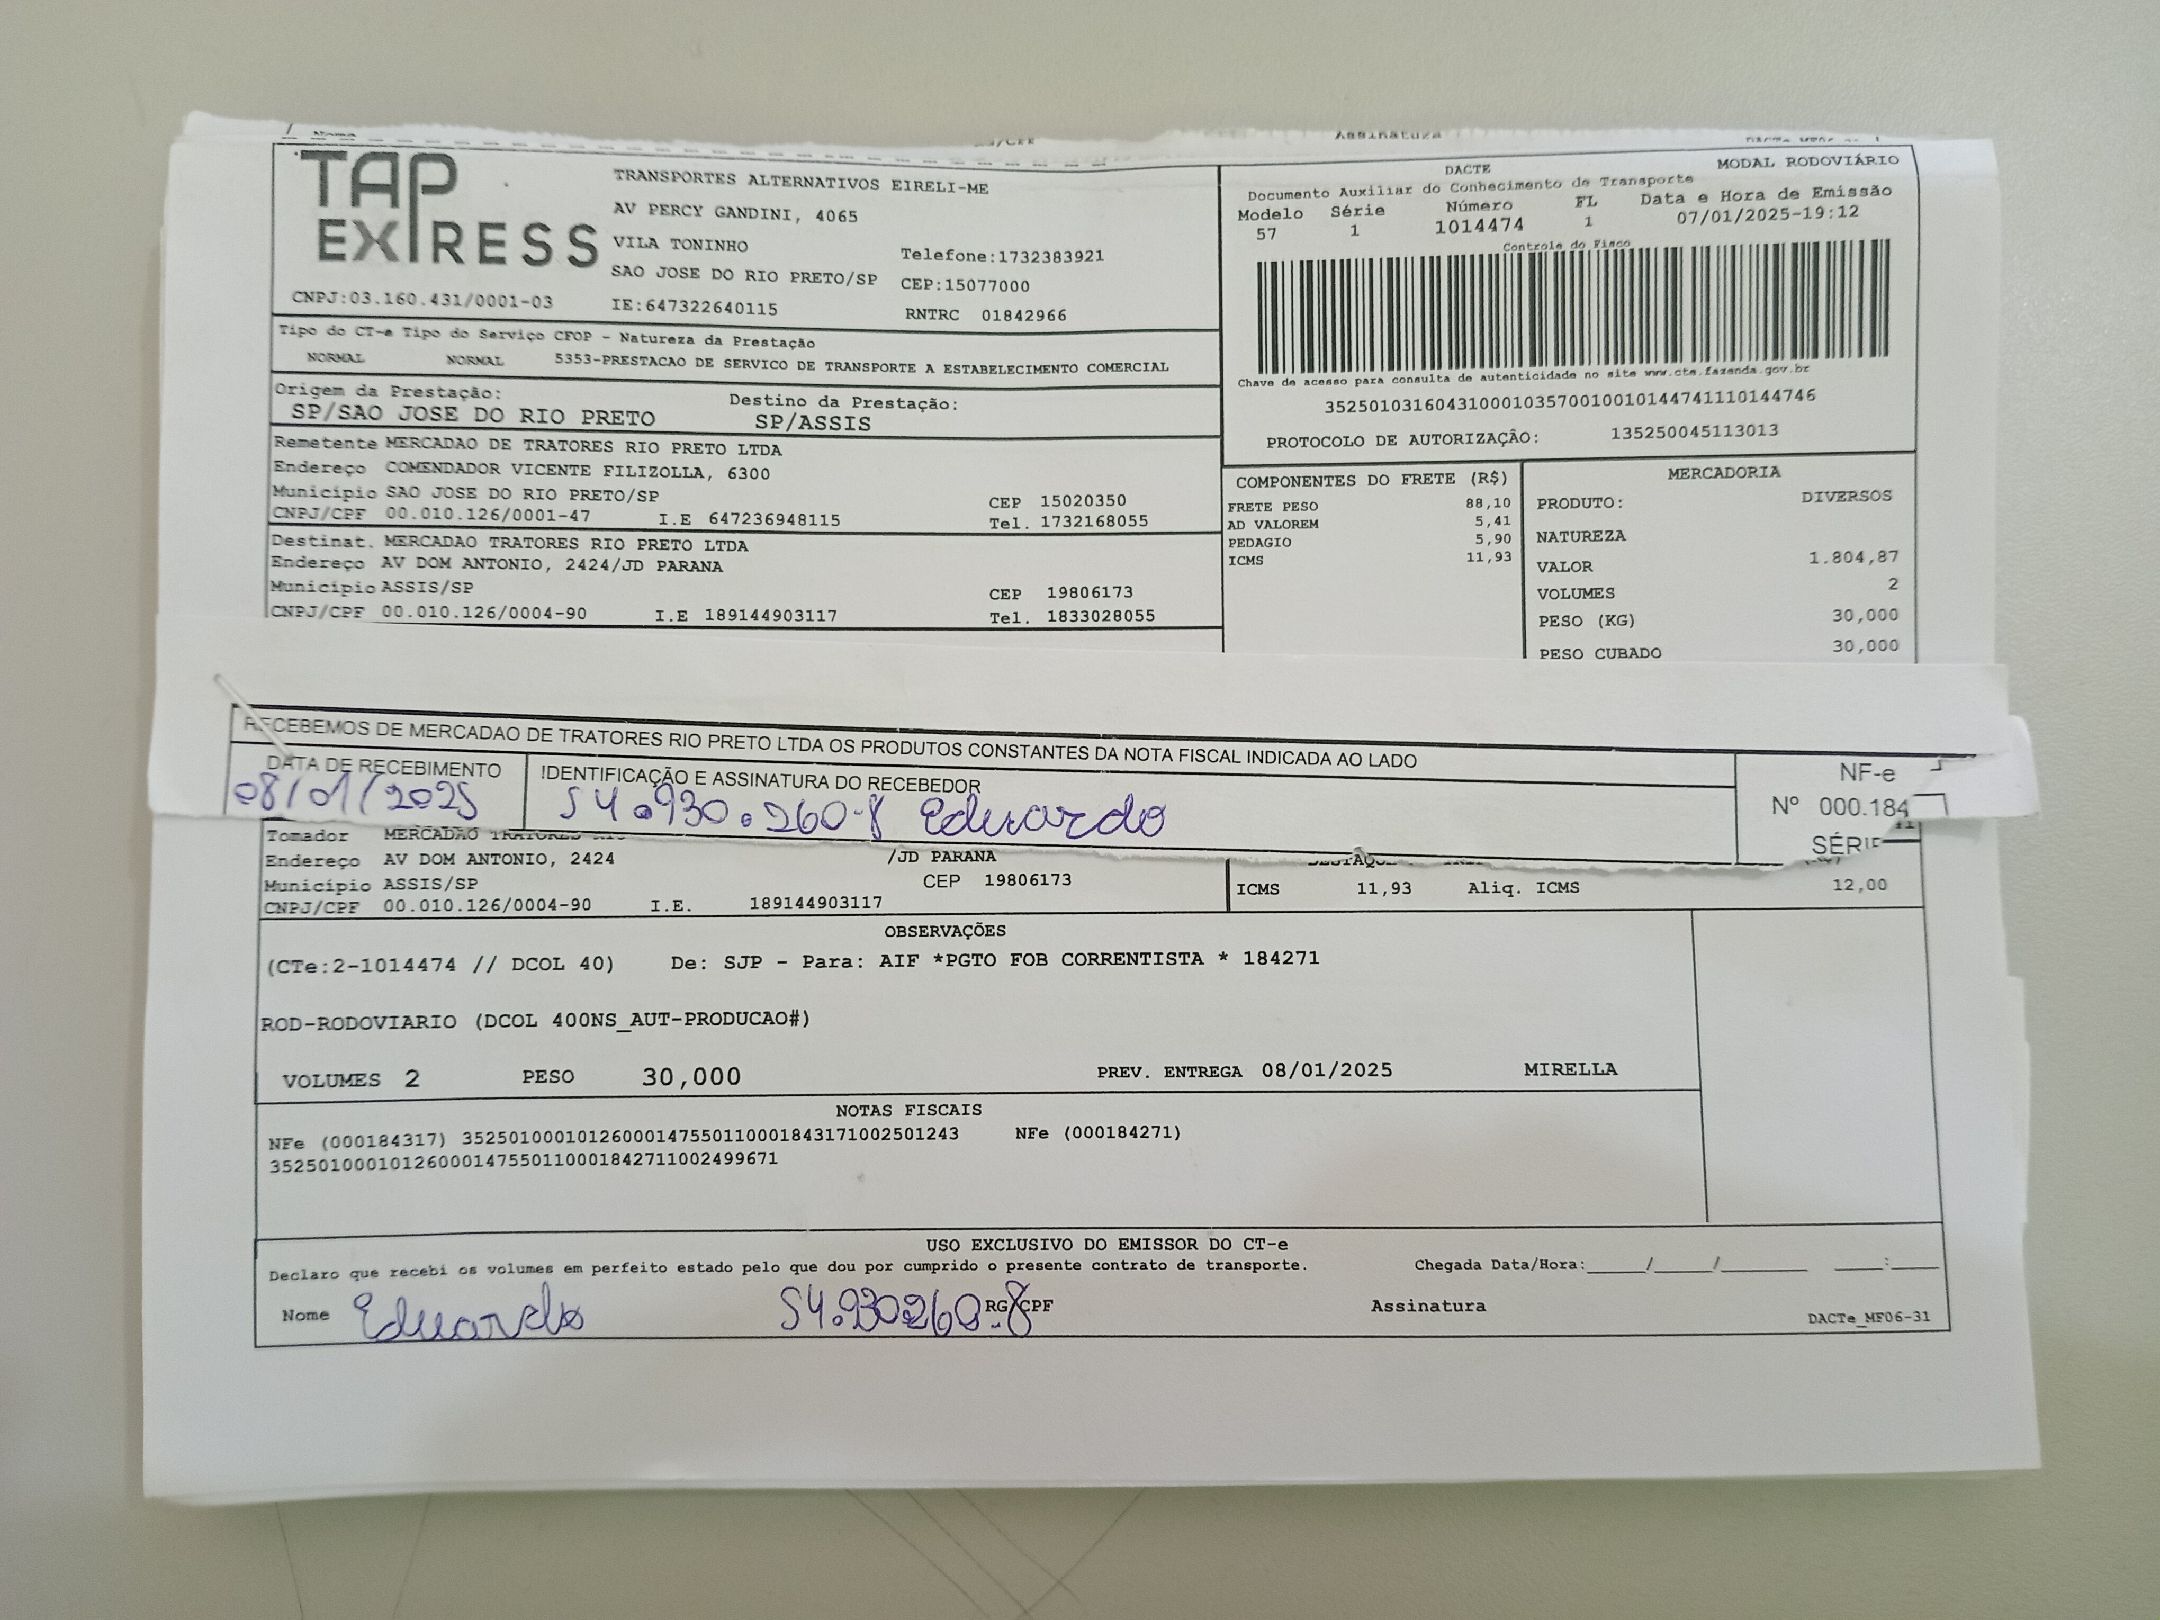 Nome
Assinatura
TAP EXPRESS
TRANSPORTES ALTERNATIVOS EIRELI-ME
AV PERCY GANDINI, 4065
VILA TONINHO
Telefone:1732383921
SAO JOSE DO RIO PRETO/SP CEP:15077000
CNPJ:03.160.431/0001-03 IE:647322640115 RNTRC 01842966
DACTE MODAL RODOVIÁRIO
Documento Auxiliar do Conhecimento de Transporte
Modelo Série Número FL Data e Hora de Emissão
57 1 1014474 1 07/01/2025-19:12
Controle do Fisco
Chave de acesso para consulta de autenticidade no site www.cte.fazenda.gov.br
35250103160431000103570010010144741110144746
PROTOCOLO DE AUTORIZAÇÃO: 135250045113013
Tipo do CT-e Tipo do Serviço CFOP - Natureza da Prestação
NORMAL NORMAL 5353-PRESTACAO DE SERVICO DE TRANSPORTE A ESTABELECIMENTO COMERCIAL
Origem da Prestação: Destino da Prestação:
SP/SAO JOSE DO RIO PRETO SP/ASSIS
Remetente MERCADAO DE TRATORES RIO PRETO LTDA
Endereço COMENDADOR VICENTE FILIZOLLA, 6300
Município SAO JOSE DO RIO PRETO/SP CEP 15020350
CNPJ/CPF 00.010.126/0001-47 I.E 647236948115 Tel. 1732168055
Destinat. MERCADAO TRATORES RIO PRETO LTDA
Endereço AV DOM ANTONIO, 2424/JD PARANA
Município ASSIS/SP CEP 19806173
CNPJ/CPF 00.010.126/0004-90 I.E 189144903117 Tel. 1833028055
COMPONENTES DO FRETE (R$)
FRETE PESO 88,10
AD VALOREM 5,41
PEDAGIO 5,90
ICMS 11,93
MERCADORIA
PRODUTO: DIVERSOS
NATUREZA
VALOR 1.804,87
VOLUMES 2
PESO (KG) 30,000
PESO CUBADO 30,000
RECEBEMOS DE MERCADAO DE TRATORES RIO PRETO LTDA OS PRODUTOS CONSTANTES DA NOTA FISCAL INDICADA AO LADO
DATA DE RECEBIMENTO IDENTIFICAÇÃO E ASSINATURA DO RECEBEDOR
08/01/2025 54.930.260-8 Eduardo
NF-e
Nº 000.184
SÉRIE
Tomador MERCADAO TRATORES
Endereço AV DOM ANTONIO, 2424 /JD PARANA
Município ASSIS/SP CEP 19806173
CNPJ/CPF 00.010.126/0004-90 I.E. 189144903117
ICMS 11,93 Aliq. ICMS 12,00
OBSERVAÇÕES
(CTe:2-1014474 // DCOL 40) De: SJP - Para: AIF *PGTO FOB CORRENTISTA * 184271
ROD-RODOVIARIO (DCOL 400NS_AUT-PRODUCAO#)
VOLUMES 2 PESO 30,000 PREV. ENTREGA 08/01/2025 MIRELLA
NOTAS FISCAIS
NFe (000184317) 35250100010126000147550110001843171002501243 NFe (000184271)
35250100010126000147550110001842711002499671
USO EXCLUSIVO DO EMISSOR DO CT-e
Declaro que recebi os volumes em perfeito estado pelo que dou por cumprido o presente contrato de transporte. Chegada Data/Hora:____/____/______ ___:___
Nome Eduardo 54.930260.8 RG/CPF Assinatura
DACTe_MF06-31